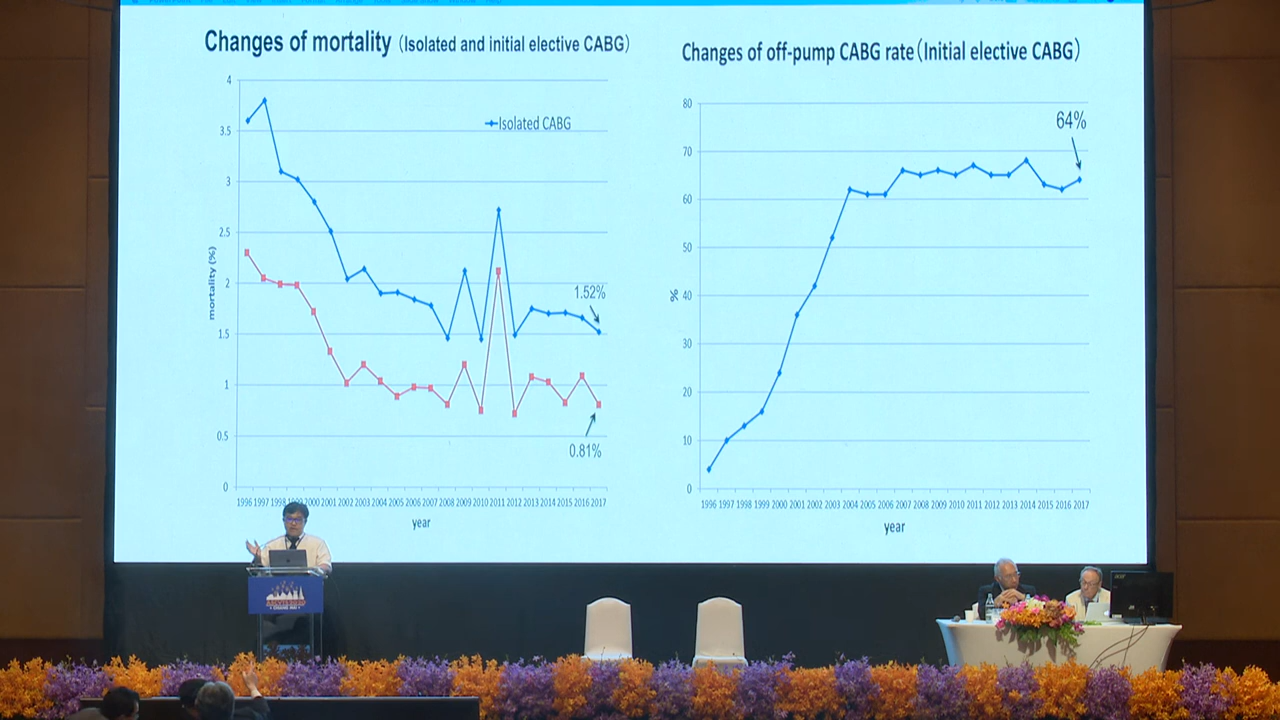 Changes of mortality (Isolated and initial elective CABG)
4
3.5
3
2.5
2
1.5
1
0.5
0
mortality (%)
Isolated CABG
1.52%
0.81%
1996 1997 1998 1999 2000 2001 2002 2003 2004 2005 2006 2007 2008 2009 2010 2011 2012 2013 2014 2015 2016 2017
year
Changes of off-pump CABG rate (Initial elective CABG)
80
70
60
50
40
30
20
10
0
%
64%
1996 1997 1998 1999 2000 2001 2002 2003 2004 2005 2006 2007 2008 2009 2010 2011 2012 2013 2014 2015 2016 2017
year